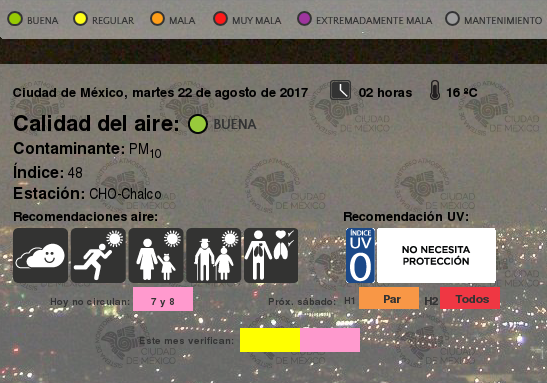 BUENA REGULAR MALA MUY MALA EXTREMADAMENTE MALA MANTENIMIENTO
Ciudad de México, martes 22 de agosto de 2017 02 horas 16 ºC
Calidad del aire: BUENA
Contaminante: PM10
Índice: 48
Estación: CHO-Chalco
Recomendaciones aire: Recomendación UV:
ÍNDICE UV 0
NO NECESITA
PROTECCIÓN
Hoy no circulan: 7 y 8 Próx. sábado: H1 Par H2 Todos
Este mes verifican:
CIUDAD
DE MÉXICO